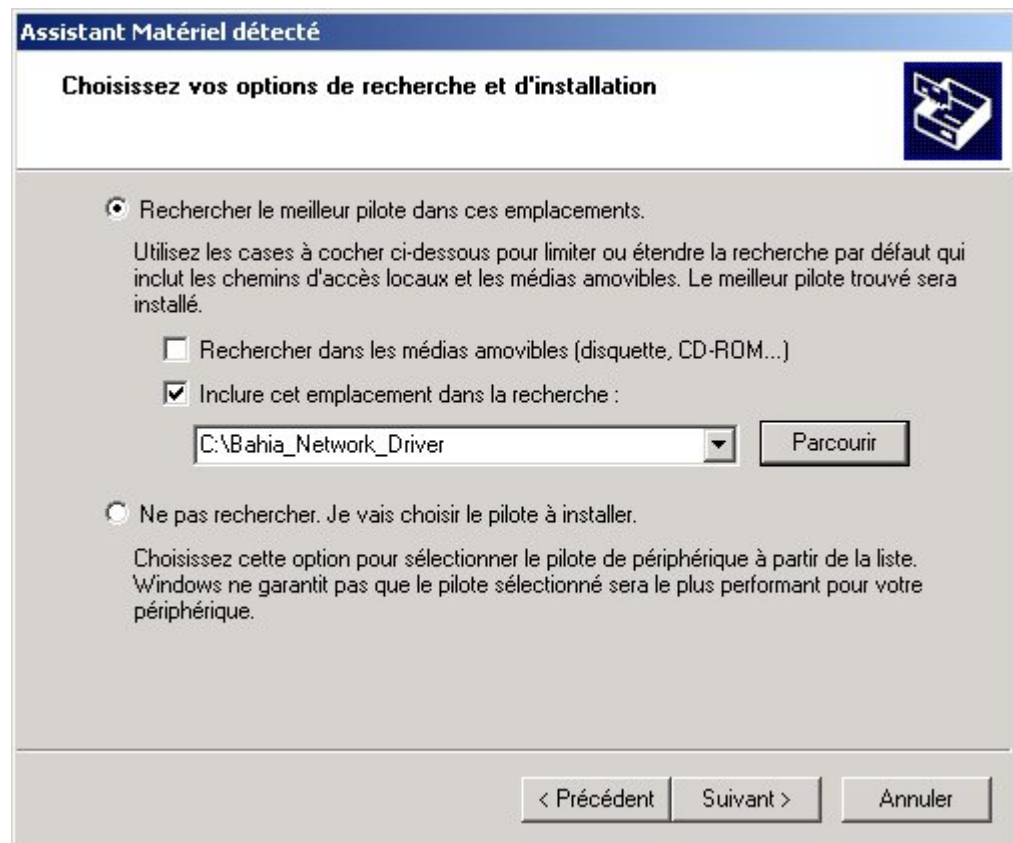 Assistant Matériel détecté
Choisissez vos options de recherche et d'installation
Rechercher le meilleur pilote dans ces emplacements.
Utilisez les cases à cocher ci-dessous pour limiter ou étendre la recherche par défaut qui
inclut les chemins d'accès locaux et les médias amovibles. Le meilleur pilote trouvé sera
installé.
Rechercher dans les médias amovibles (disquette, CD-ROM...)
Inclure cet emplacement dans la recherche :
C:\Bahia_Network_Driver
Parcourir
Ne pas rechercher. Je vais choisir le pilote à installer.
Choisissez cette option pour sélectionner le pilote de périphérique à partir de la liste.
Windows ne garantit pas que le pilote sélectionné sera le plus performant pour votre
périphérique.
< Précédent
Suivant >
Annuler